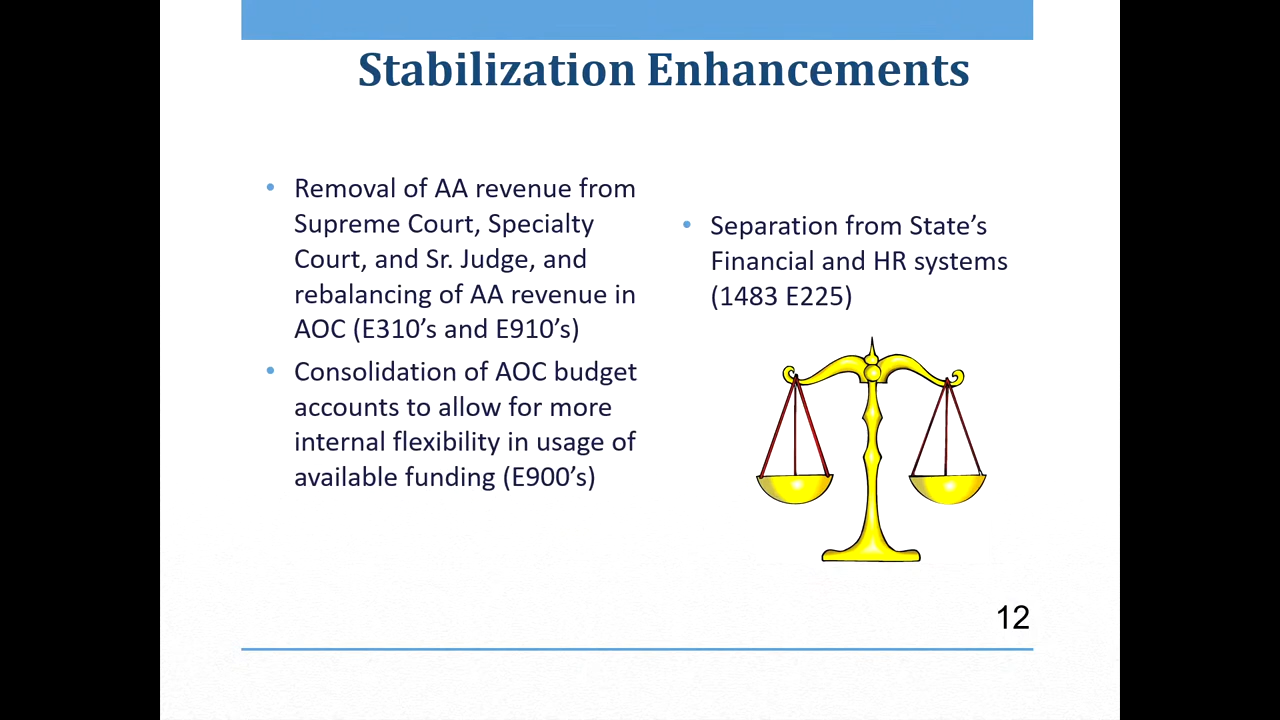 Stabilization Enhancements
• Removal of AA revenue from
Supreme Court, Specialty
Court, and Sr. Judge, and
rebalancing of AA revenue in
AOC (E310’s and E910’s)
• Consolidation of AOC budget
accounts to allow for more
internal flexibility in usage of
available funding (E900’s)
• Separation from State’s
Financial and HR systems
(1483 E225)
12